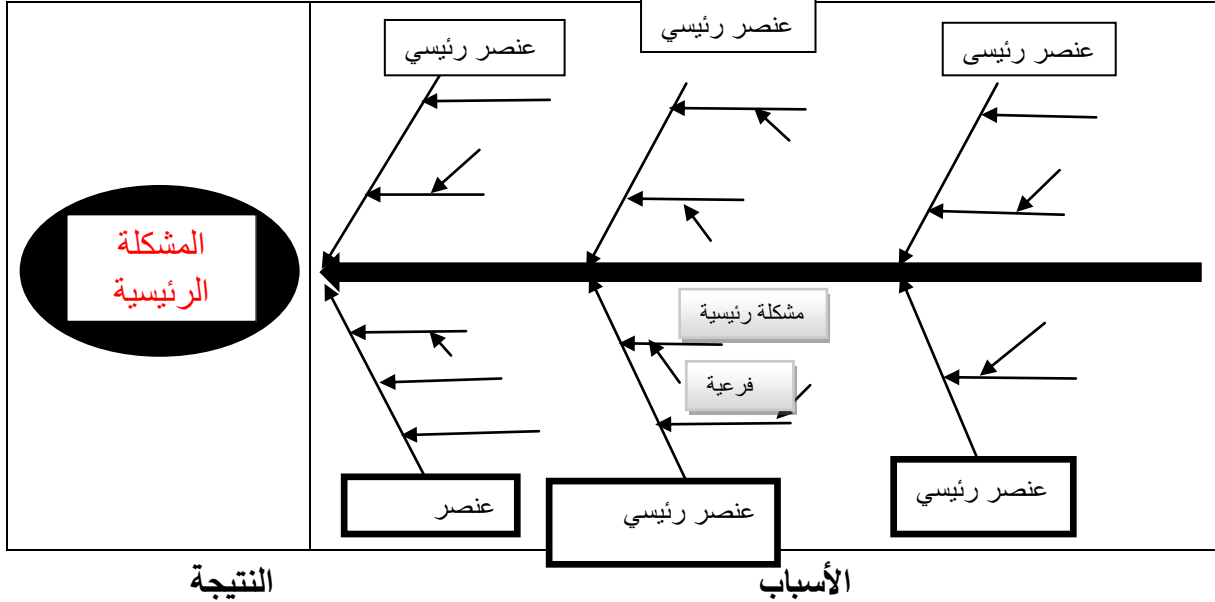 عنصر رئيسى
عنصر رئيسي
عنصر رئيسي
المشكلة
الرئيسية
مشكلة رئيسية
فرعية
عنصر رئيسي
عنصر رئيسي
عنصر
الأسباب
النتيجة